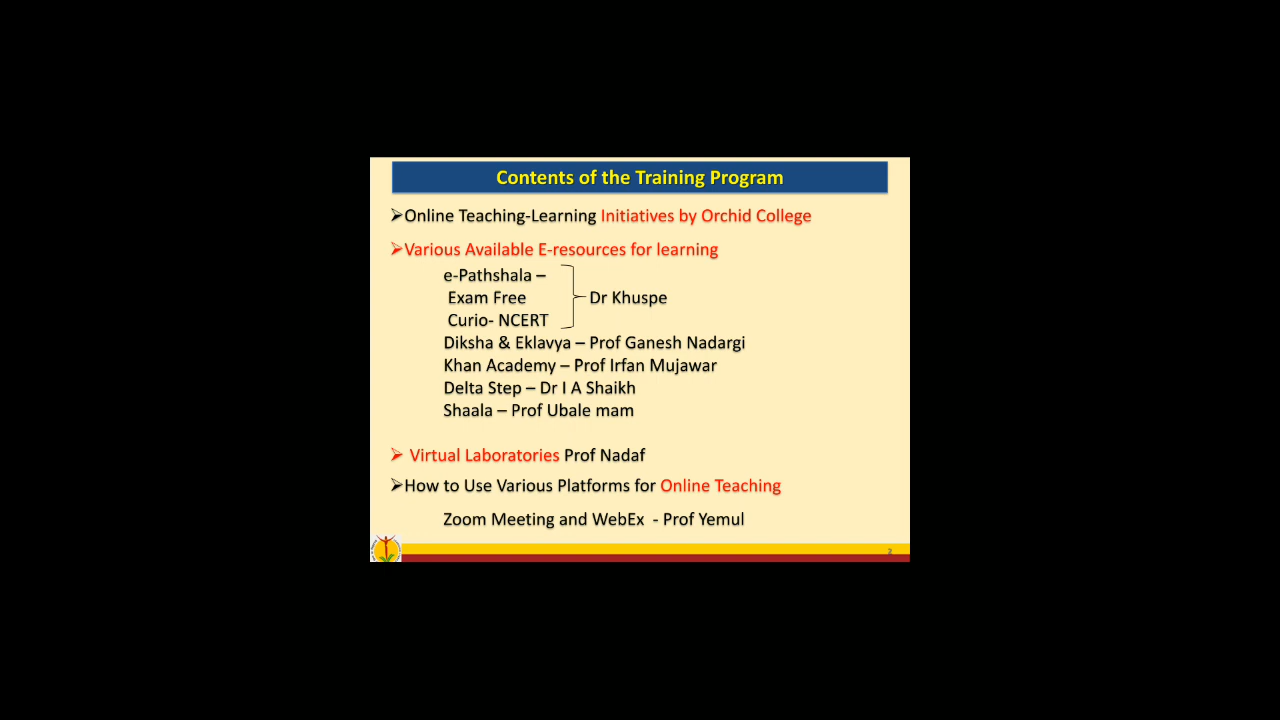 Contents of the Training Program
➢Online Teaching-Learning Initiatives by Orchid College
➢Various Available E-resources for learning
e-Pathshala –
Exam Free
Dr Khuspe
Curio- NCERT
Diksha & Eklavya – Prof Ganesh Nadargi
Khan Academy – Prof Irfan Mujawar
Delta Step – Dr I A Shaikh
Shaala – Prof Ubale mam
➢ Virtual Laboratories Prof Nadaf
➢How to Use Various Platforms for Online Teaching
Zoom Meeting and WebEx - Prof Yemul
2